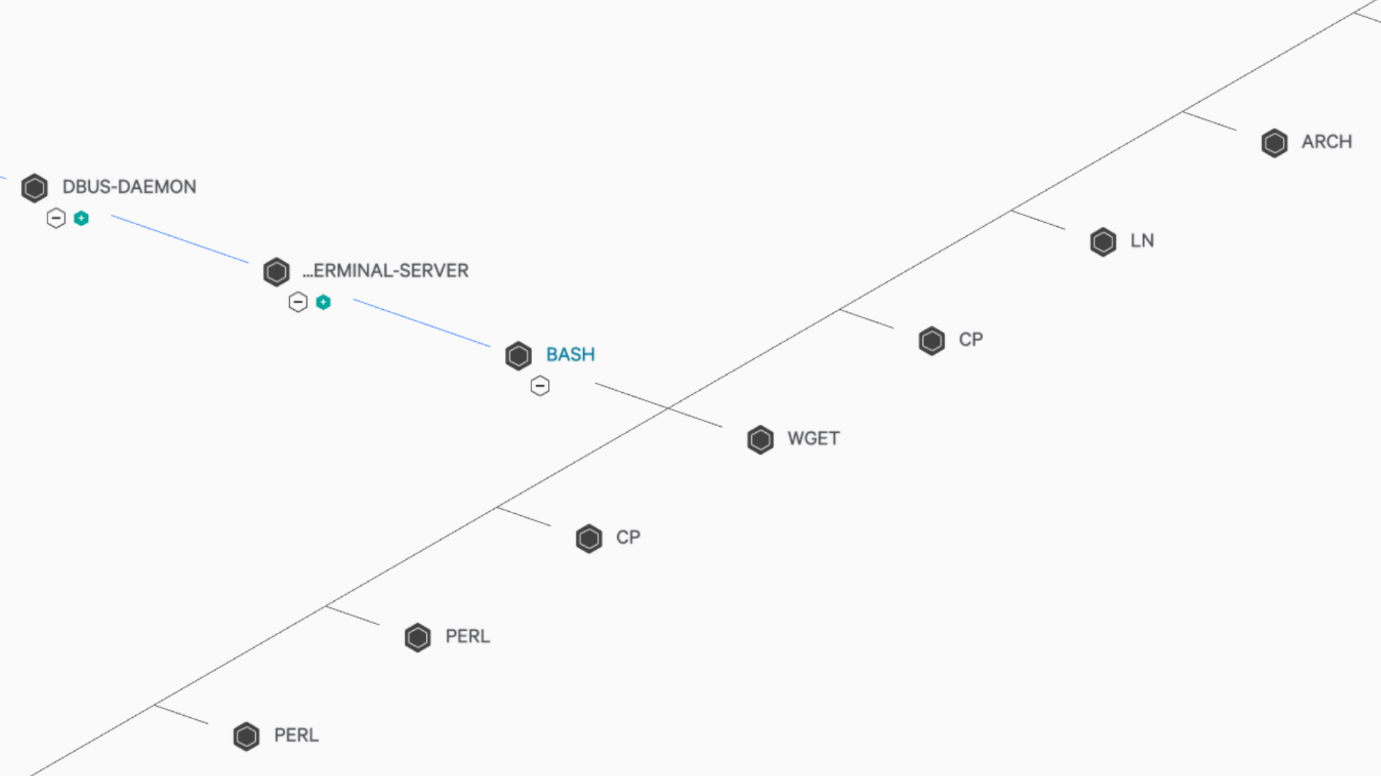 ARCH
DBUS-DAEMON
LN
...ERMINAL-SERVER
CP
BASH
WGET
CP
PERL
PERL